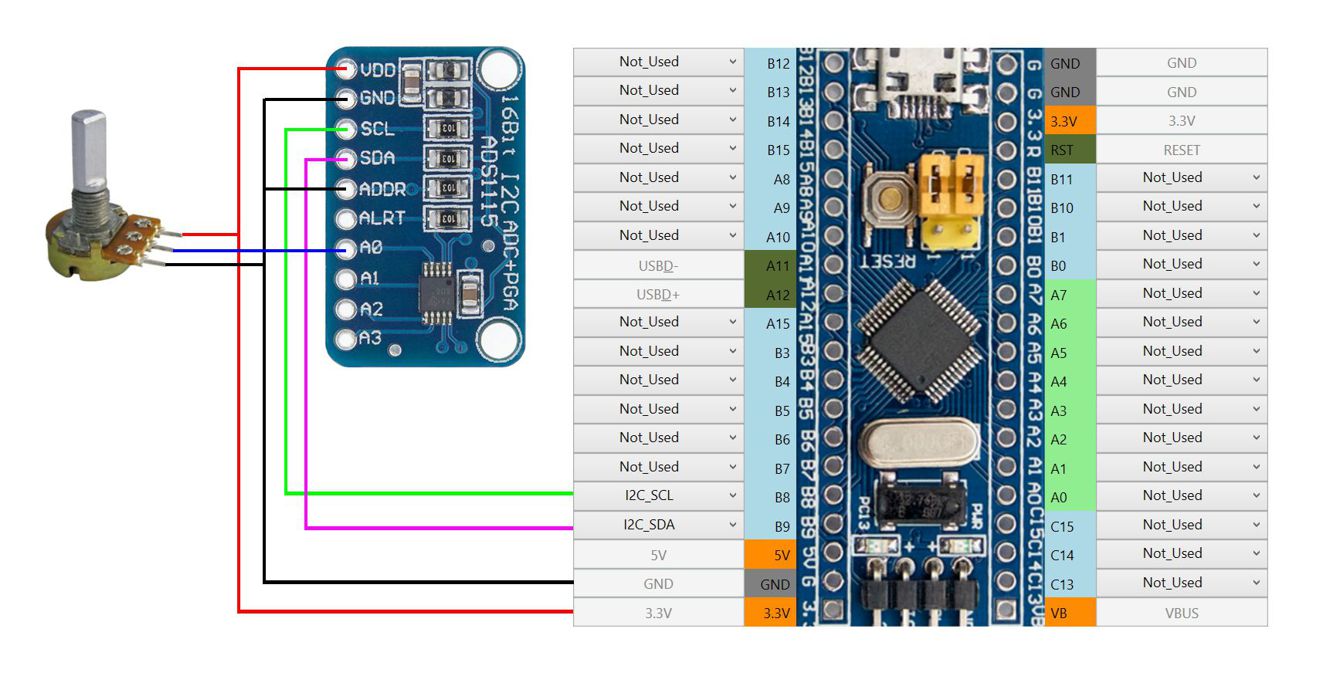 VDD
GND
SCL
SDA
ADDR
ALRT
A0
A1
A2
A3
103
103
103
103
16Bit I2C ADC+PGA
ADS1115
Not_Used B12
Not_Used B13
Not_Used B14
Not_Used B15
Not_Used A8
Not_Used A9
Not_Used A10
USBD- A11
USBD+ A12
Not_Used A15
Not_Used B3
Not_Used B4
Not_Used B5
Not_Used B6
Not_Used B7
I2C_SCL B8
I2C_SDA B9
5V 5V
GND GND
3.3V 3.3V
B12
B13
B14
B15
A8
A9
A10
A11
A12
A15
B3
B4
B5
B6
B7
B8
B9
5V
G
3.3
RESET
PC13
PWR
G
G
3.3
R
B11
B10
B1
B0
A7
A6
A5
A4
A3
A2
A1
A0
C15
C14
C13
VB
GND GND
GND GND
3.3V 3.3V
RST RESET
B11 Not_Used
B10 Not_Used
B1 Not_Used
B0 Not_Used
A7 Not_Used
A6 Not_Used
A5 Not_Used
A4 Not_Used
A3 Not_Used
A2 Not_Used
A1 Not_Used
A0 Not_Used
C15 Not_Used
C14 Not_Used
C13 Not_Used
VB VBUS